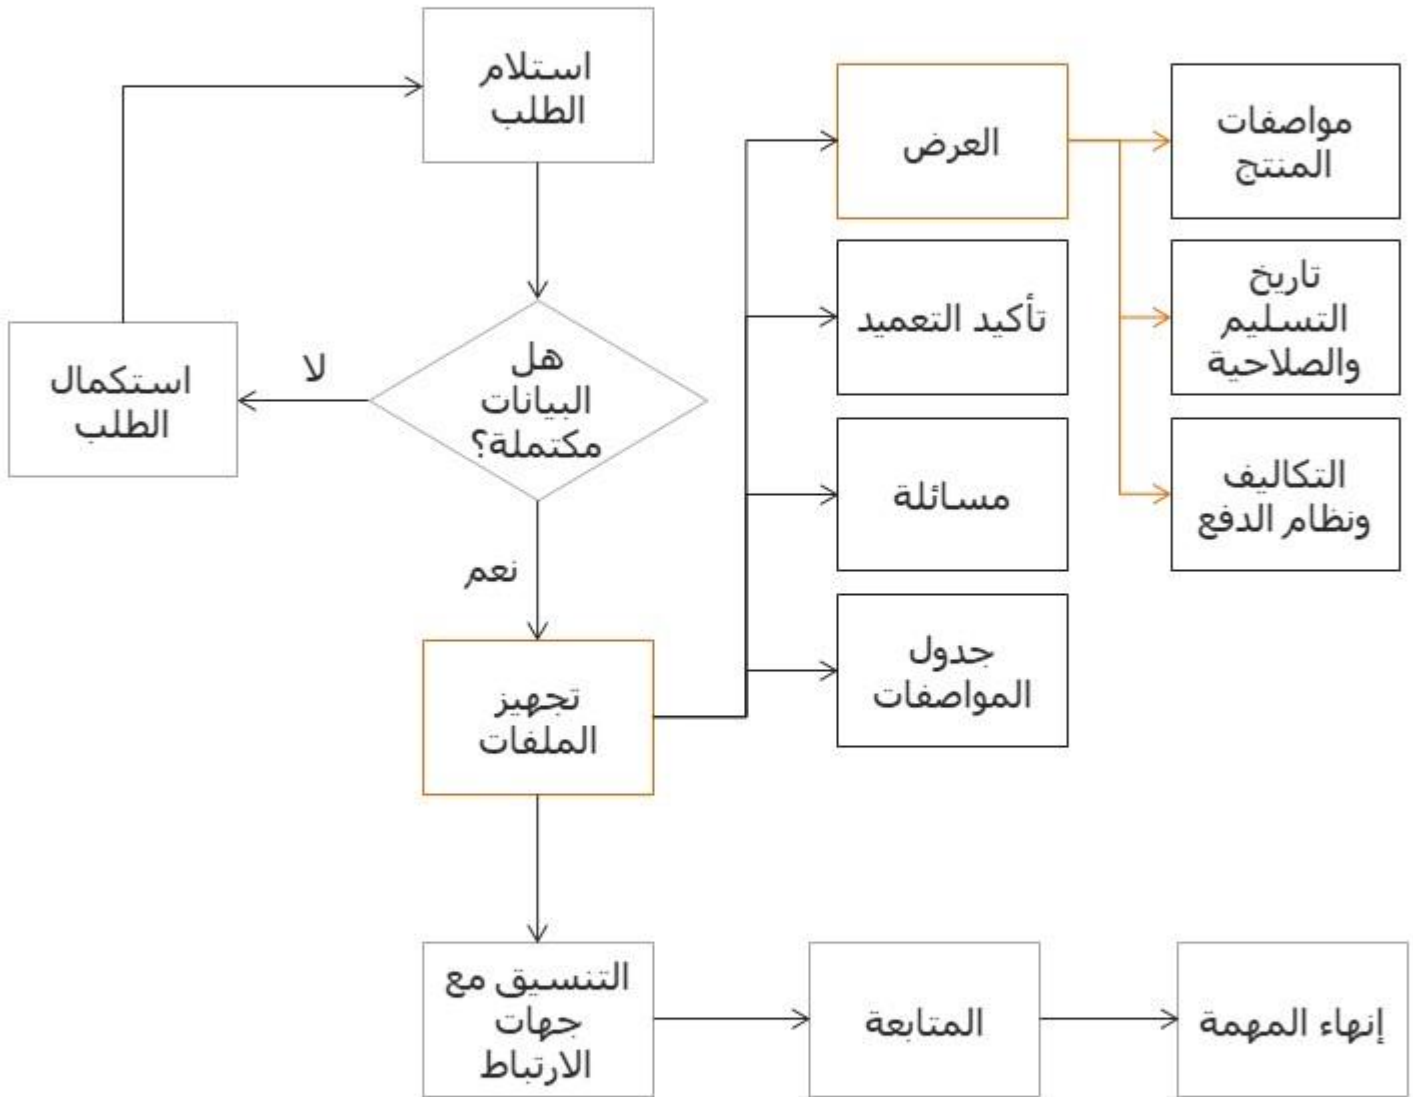 استلام
الطلب
هل
البيانات
مكتملة؟
لا
استكمال
الطلب
نعم
تجهيز
الملفات
العرض
مواصفات
المنتج
تاريخ
التسليم
والصلاحية
التكاليف
ونظام الدفع
تأكيد التعميد
مسائلة
جدول
المواصفات
التنسيق مع
جهات
الارتباط
المتابعة
إنهاء المهمة